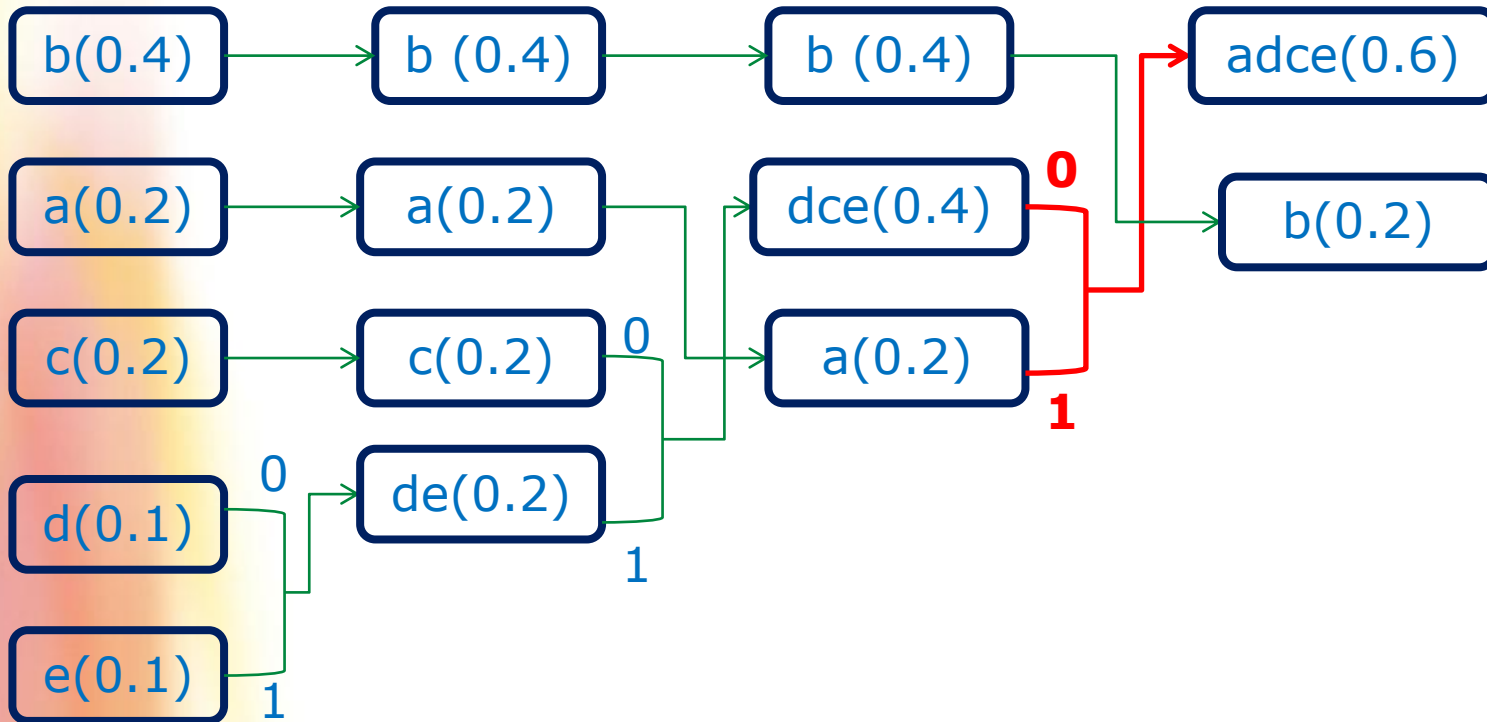 b(0.4)
b (0.4)
b (0.4)
adce(0.6)
a(0.2)
a(0.2)
dce(0.4)
0
b(0.2)
c(0.2)
c(0.2)
0
a(0.2)
1
d(0.1)
0
de(0.2)
1
e(0.1)
1